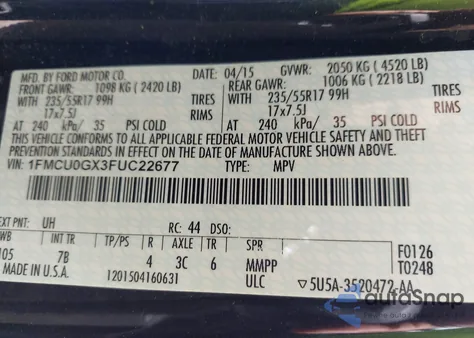 MFD. BY FORD MOTOR CO.
DATE: 04/15 GVWR: 2050 KG (4520 LB)
FRONT GAWR: 1098 KG (2420 LB) REAR GAWR: 1006 KG (2218 LB)
WITH 235/55R17 99H TIRES WITH 235/55R17 99H TIRES
17x7.5J RIMS 17x7.5J RIMS
AT 240 kPa/ 35 PSI COLD AT 240 kPa/ 35 PSI COLD
THIS VEHICLE CONFORMS TO ALL APPLICABLE FEDERAL MOTOR VEHICLE SAFETY AND THEFT
PREVENTION STANDARDS IN EFFECT ON THE DATE OF MANUFACTURE SHOWN ABOVE.
VIN: 1FMCU0GX3FUC22677 TYPE: MPV
EXT PNT: UH RC: 44 DSO:
WB INT TR TP/PS R AXLE TR SPR F0126
105 7B 4 3C 6 MMPP T0248
MADE IN U.S.A. 1201504160631 ULC ▽5U5A-3520472-AA
autoSnap